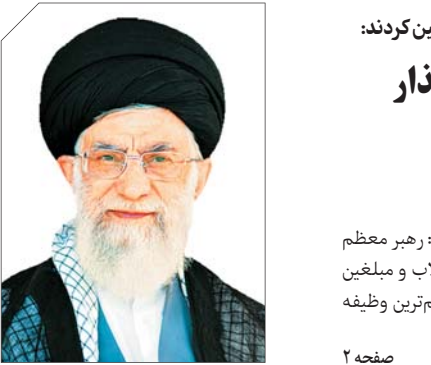 ین کردند:
ذار
: رهبر معظم
لاب و مبلغین
م‌ترین وظیفه
صفحه ۲